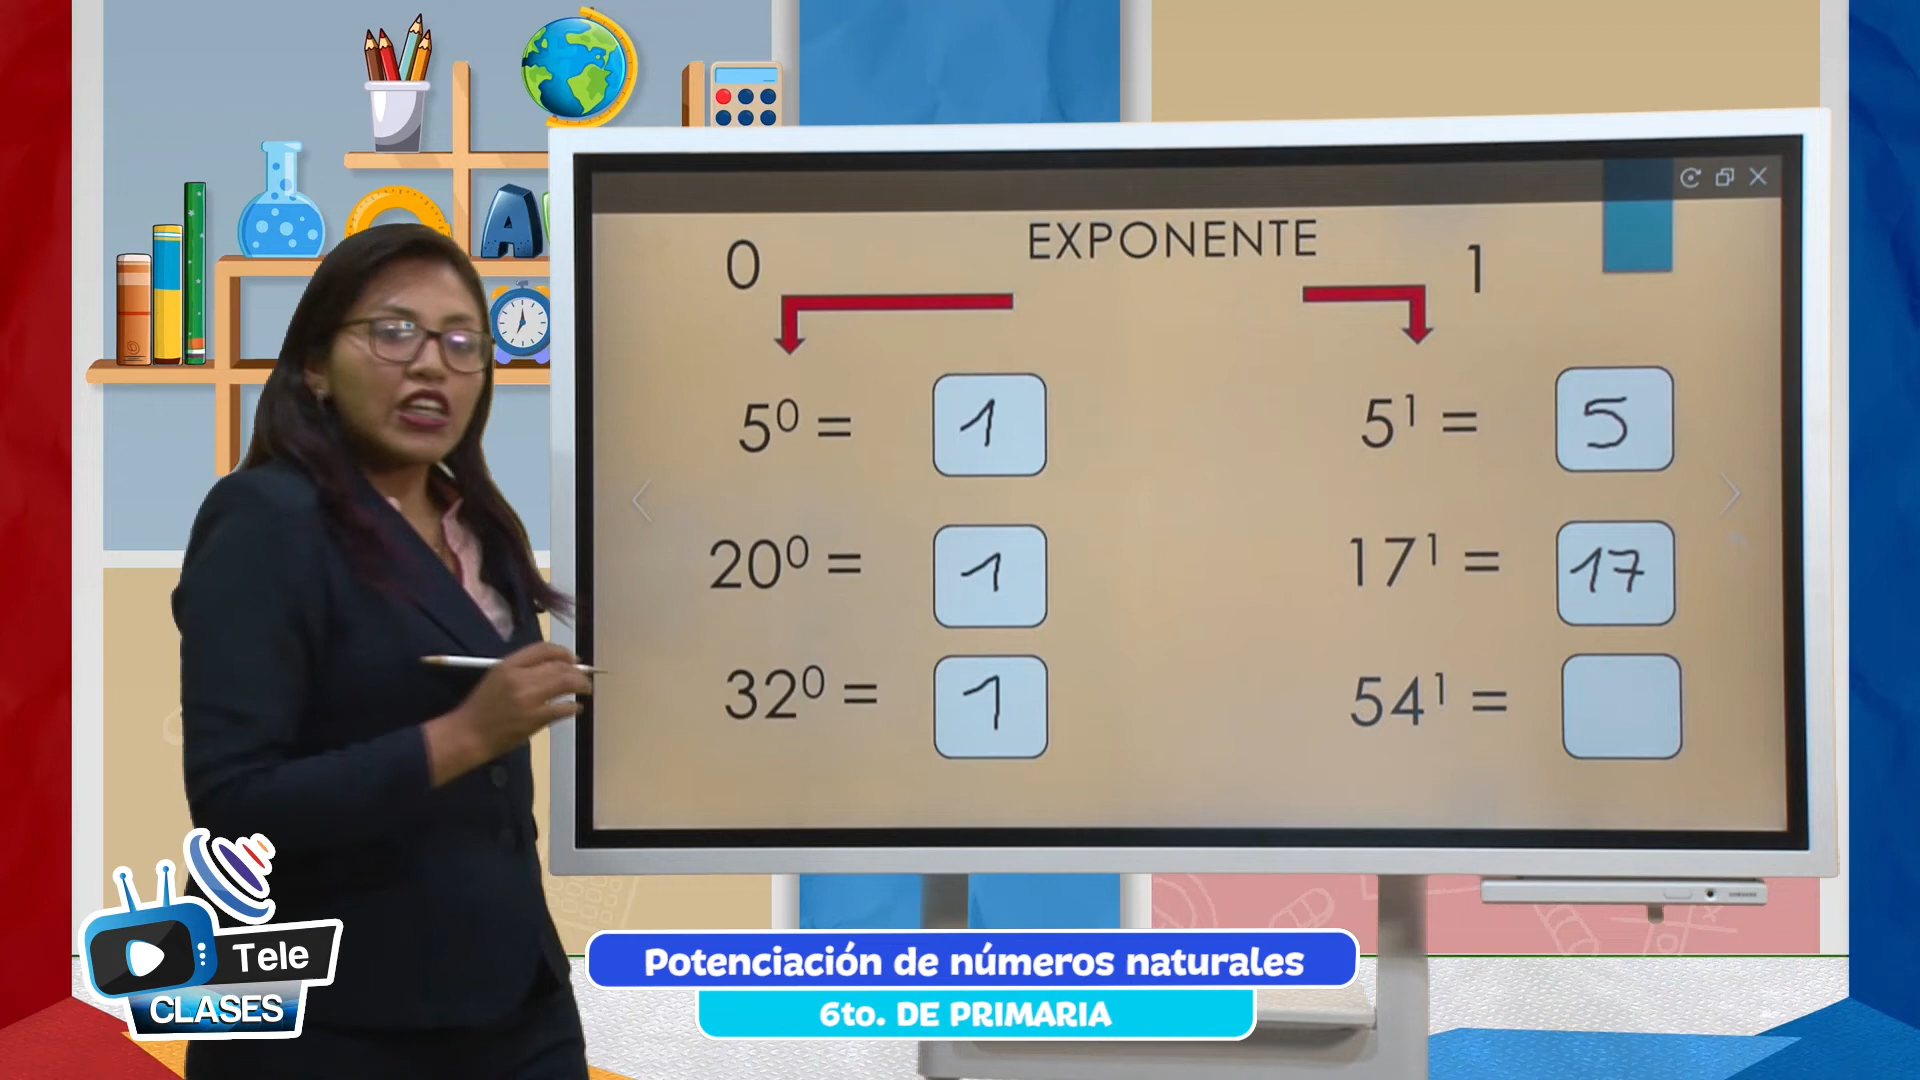 EXPONENTE
0
1
5⁰ = 1
5¹ = 5
20⁰ = 1
17¹ = 17
32⁰ = 1
54¹ =
A
Tele
CLASES
Potenciación de números naturales
6to. DE PRIMARIA